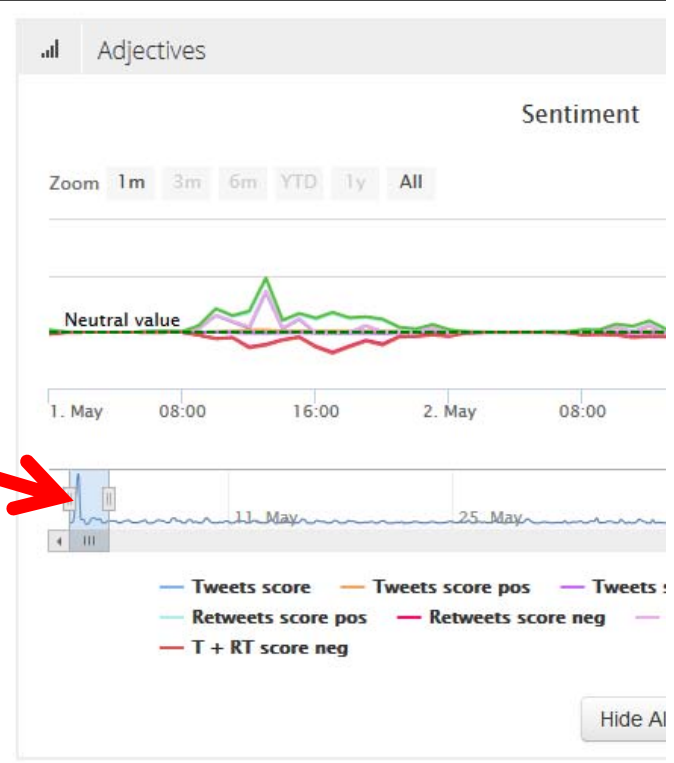 Adjectives
Sentiment
Zoom 1m 3m 6m YTD 1y All
Neutral value
1. May 08:00 16:00 2. May 08:00
11. May 25. May
Tweets score Tweets score pos Tweets
Retweets score pos Retweets score neg
T + RT score neg
Hide